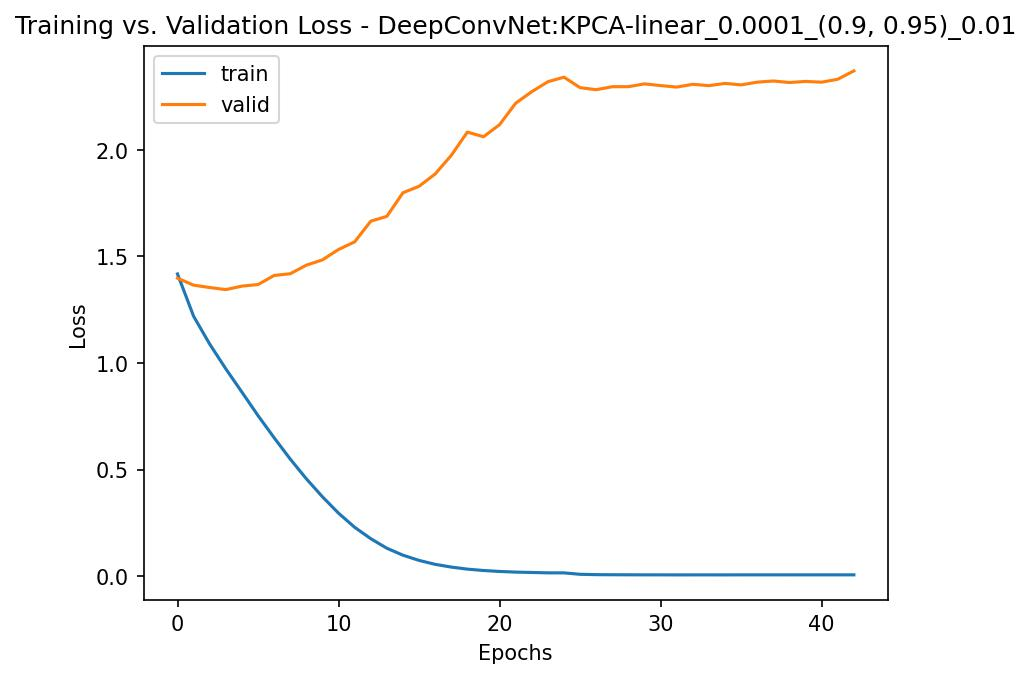 Training vs. Validation Loss - DeepConvNet:KPCA-linear_0.0001_(0.9, 0.95)_0.01
train
valid
2.0
1.5
1.0
0.5
0.0
Loss
0 10 20 30 40
Epochs